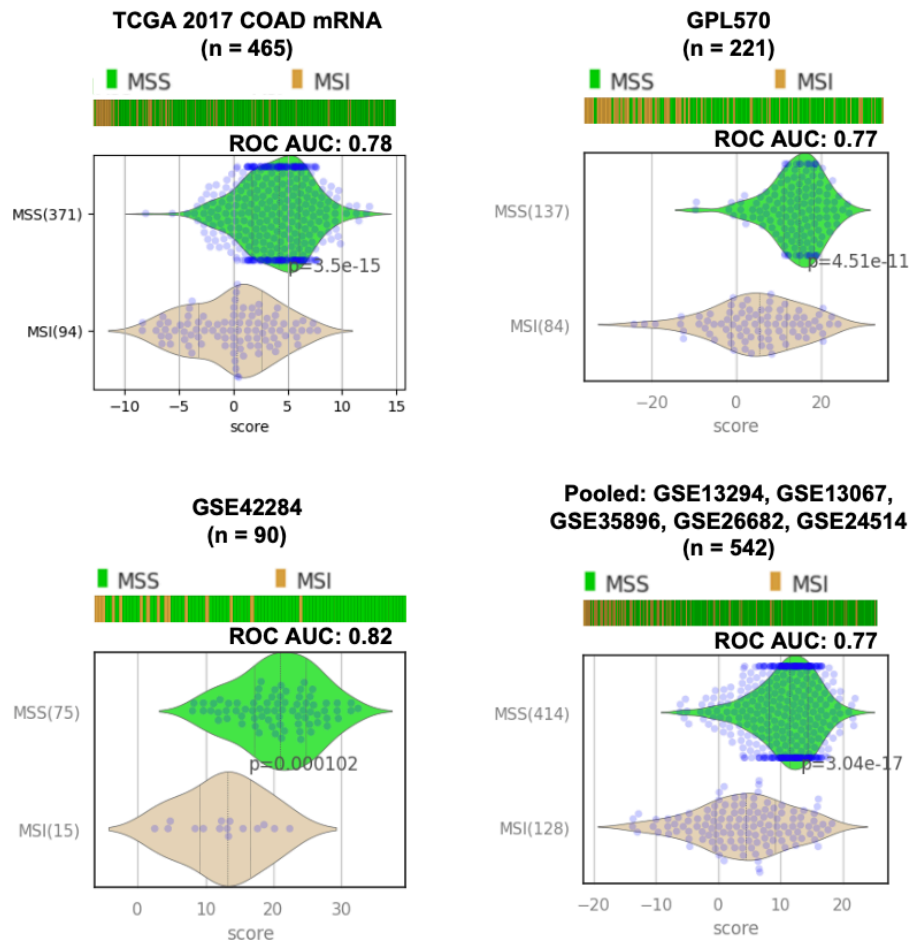 TCGA 2017 COAD mRNA
(n = 465)
MSS MSI
ROC AUC: 0.78
MSS(371)
p=3.5e-15
MSI(94)
−10 −5 0 5 10 15
score
GPL570
(n = 221)
MSS MSI
ROC AUC: 0.77
MSS(137)
p=4.51e-11
MSI(84)
−20 0 20
score
GSE42284
(n = 90)
MSS MSI
ROC AUC: 0.82
MSS(75)
p=0.000102
MSI(15)
0 10 20 30
score
Pooled: GSE13294, GSE13067,
GSE35896, GSE26682, GSE24514
(n = 542)
MSS MSI
ROC AUC: 0.77
MSS(414)
p=3.04e-17
MSI(128)
−20 −10 0 10 20
score